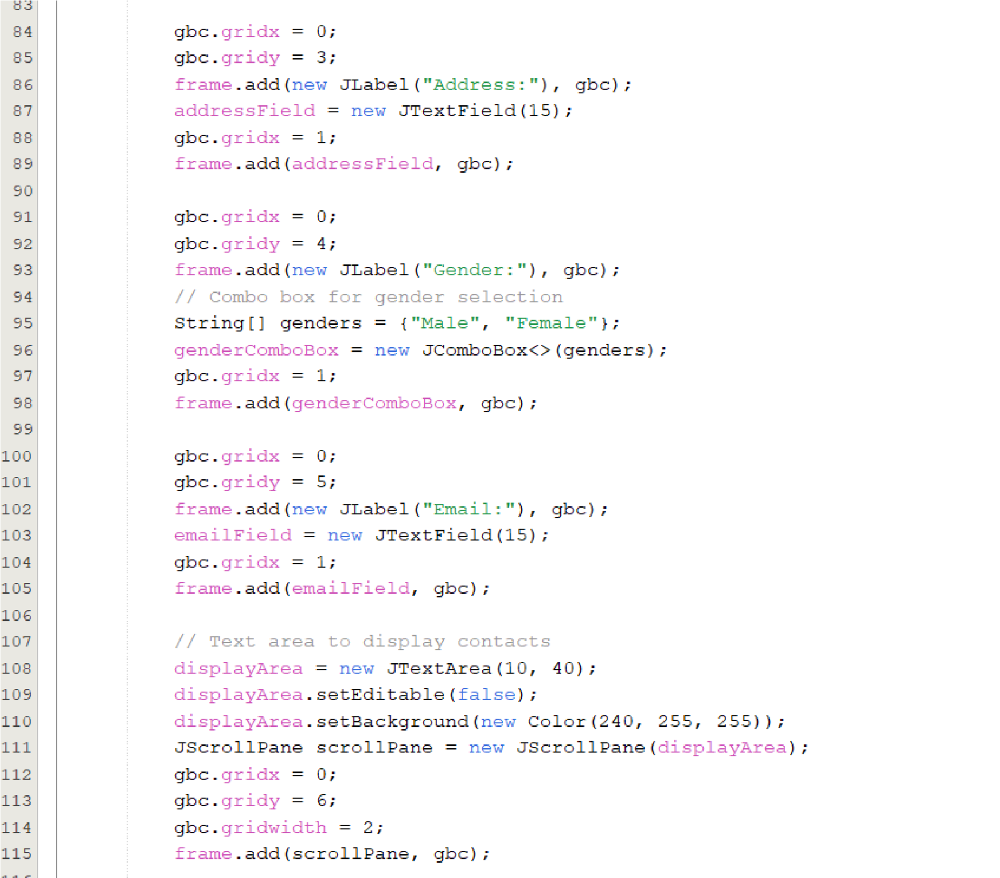 83
84 gbc.gridx = 0;
85 gbc.gridy = 3;
86 frame.add(new JLabel("Address:"), gbc);
87 addressField = new JTextField(15);
88 gbc.gridx = 1;
89 frame.add(addressField, gbc);
90
91 gbc.gridx = 0;
92 gbc.gridy = 4;
93 frame.add(new JLabel("Gender:"), gbc);
94 // Combo box for gender selection
95 String[] genders = {"Male", "Female"};
96 genderComboBox = new JComboBox<>(genders);
97 gbc.gridx = 1;
98 frame.add(genderComboBox, gbc);
99
100 gbc.gridx = 0;
101 gbc.gridy = 5;
102 frame.add(new JLabel("Email:"), gbc);
103 emailField = new JTextField(15);
104 gbc.gridx = 1;
105 frame.add(emailField, gbc);
106
107 // Text area to display contacts
108 displayArea = new JTextArea(10, 40);
109 displayArea.setEditable(false);
110 displayArea.setBackground(new Color(240, 255, 255));
111 JScrollPane scrollPane = new JScrollPane(displayArea);
112 gbc.gridx = 0;
113 gbc.gridy = 6;
114 gbc.gridwidth = 2;
115 frame.add(scrollPane, gbc);